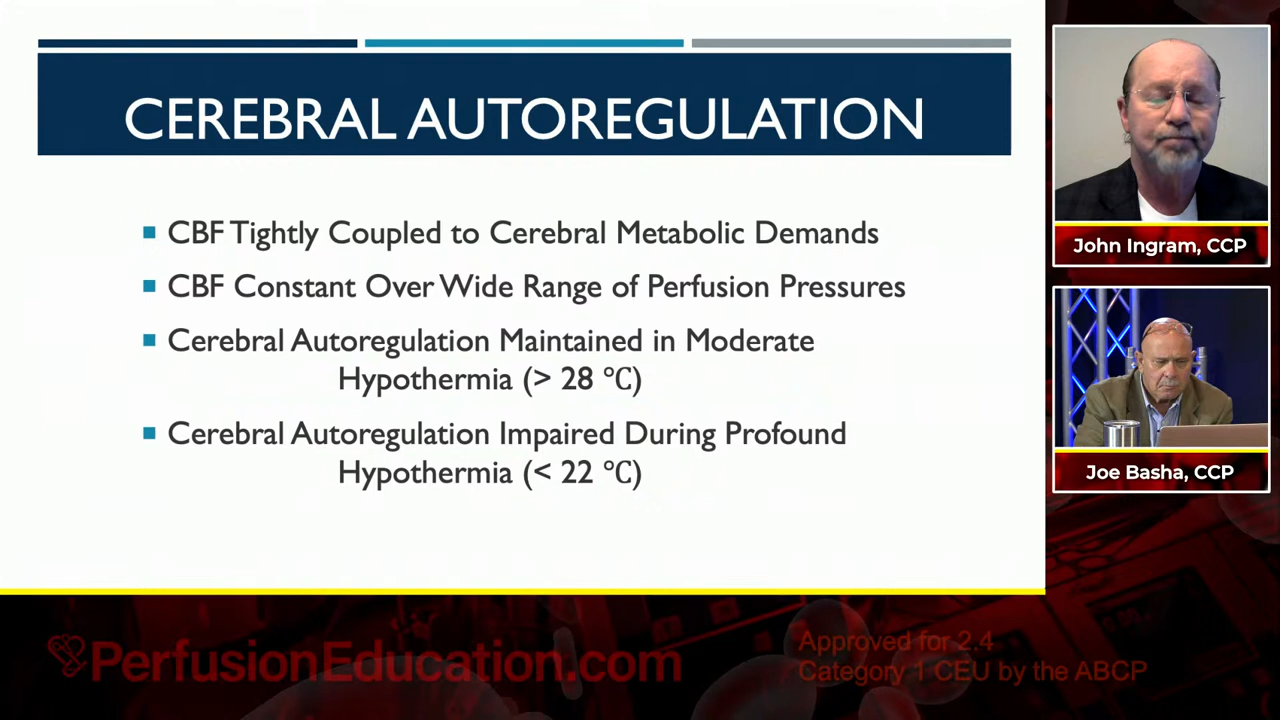 CEREBRAL AUTOREGULATION
▪ CBF Tightly Coupled to Cerebral Metabolic Demands
▪ CBF Constant Over Wide Range of Perfusion Pressures
▪ Cerebral Autoregulation Maintained in Moderate
Hypothermia (> 28 ℃)
▪ Cerebral Autoregulation Impaired During Profound
Hypothermia (< 22 ℃)
John Ingram, CCP
Joe Basha, CCP
PerfusionEducation.com
Approved for 2.4
Category 1 CEU by the ABCP